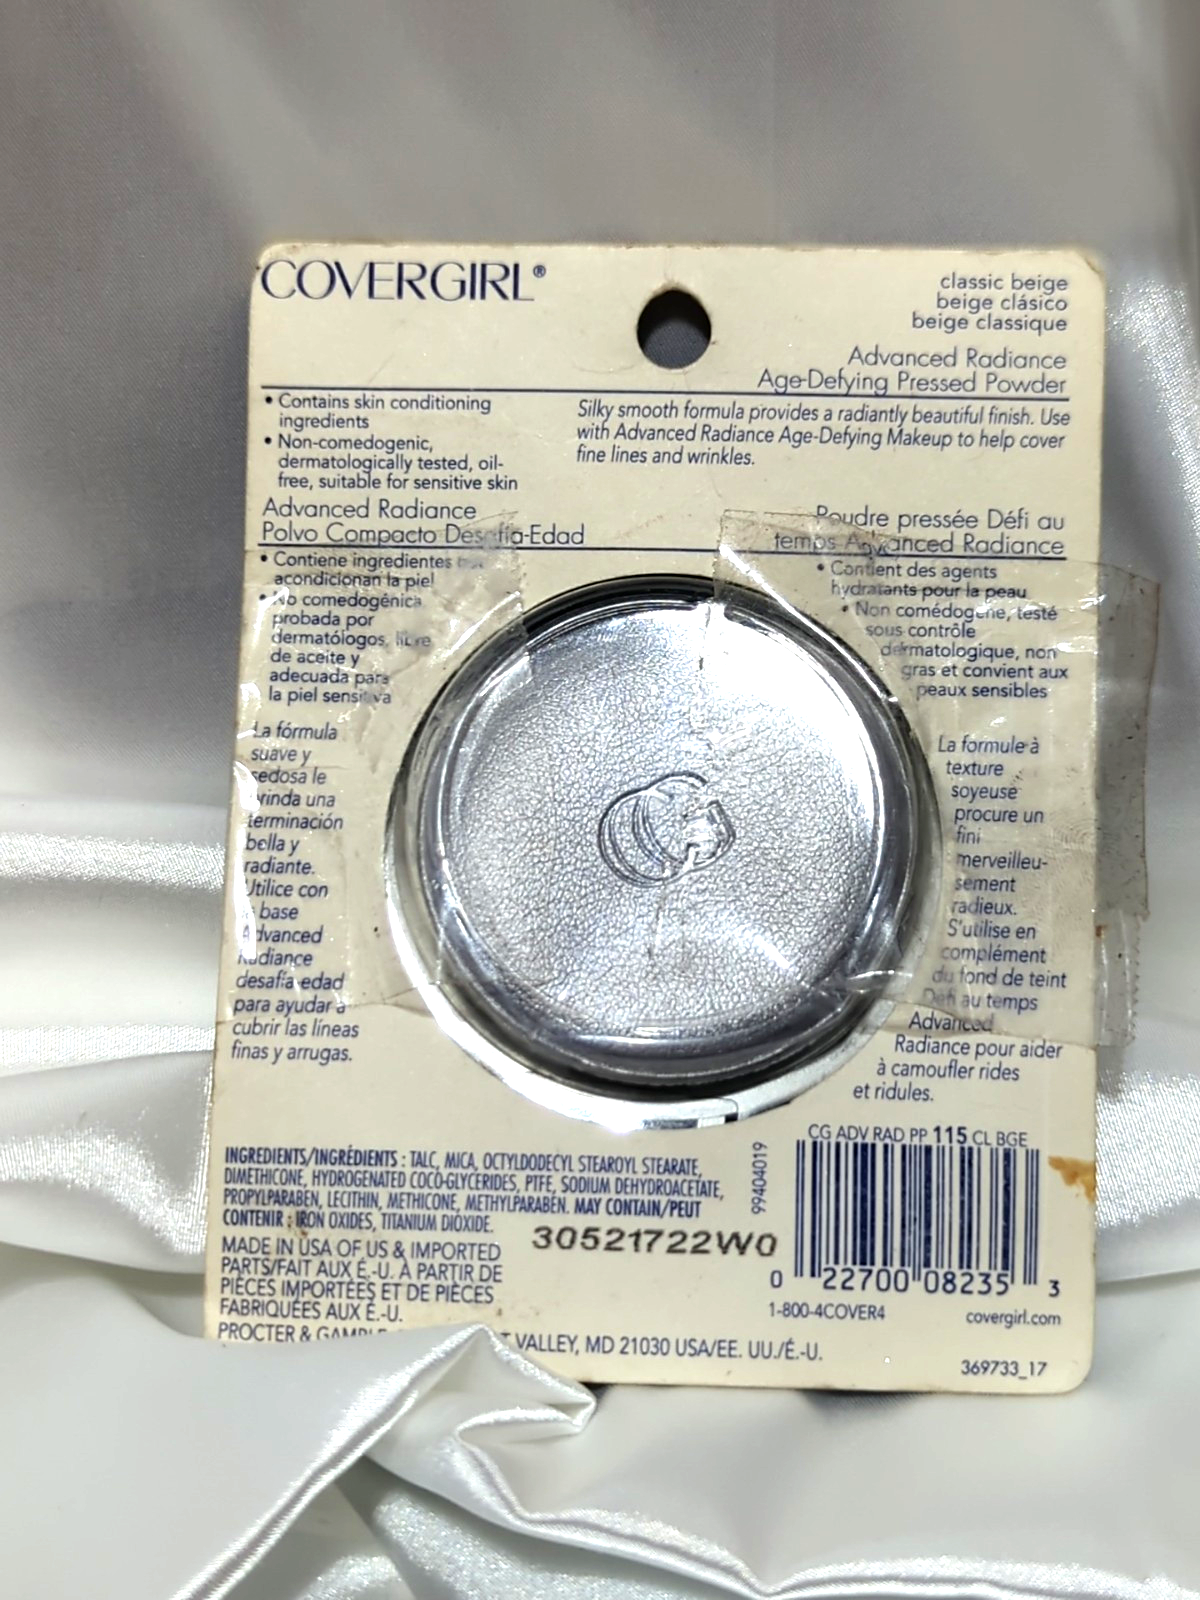 COVERGIRL®
classic beige
beige clásico
beige classique
Advanced Radiance
Age-Defying Pressed Powder
• Contains skin conditioning
ingredients
• Non-comedogenic,
dermatologically tested, oil-
free, suitable for sensitive skin
Silky smooth formula provides a radiantly beautiful finish. Use
with Advanced Radiance Age-Defying Makeup to help cover
fine lines and wrinkles.
Advanced Radiance
Polvo Compacto Desafía-Edad
• Contiene ingredientes
acondicionan la piel
• No comedogénica
probada por
dermatólogos, libre
de aceite y
adecuada para
la piel sensitiva
La fórmula
suave y
sedosa le
brinda una
terminación
bella y
radiante.
Utilice con
base
Advanced
Radiance
desafía-edad
para ayudar a
cubrir las líneas
finas y arrugas.
Poudre pressée Défi au
temps Advanced Radiance
• Contient des agents
hydratants pour la peau
• Non comédogène, testé
sous contrôle
dermatologique, non
gras et convient aux
peaux sensibles
La formule à
texture
soyeuse
procure un
fini
merveilleu-
sement
radieux.
S'utilise en
complément
du fond de teint
Défi au temps
Advanced
Radiance pour aider
à camoufler rides
et ridules.
CG
INGREDIENTS/INGRÉDIENTS : TALC, MICA, OCTYLDODECYL STEAROYL STEARATE,
DIMETHICONE, HYDROGENATED COCO-GLYCERIDES, PTFE, SODIUM DEHYDROACETATE,
PROPYLPARABEN, LECITHIN, METHICONE, METHYLPARABEN. MAY CONTAIN/PEUT
CONTENIR : IRON OXIDES, TITANIUM DIOXIDE.
MADE IN USA OF US & IMPORTED
PARTS/FAIT AUX É.-U. À PARTIR DE
PIÈCES IMPORTÉES ET DE PIÈCES
FABRIQUÉES AUX É.-U.
PROCTER & GAMBLE VALLEY, MD 21030 USA/EE. UU./É.-U.
30521722W0
99404019
CG ADV RAD PP 115 CL BGE
0 22700 08235 3
1-800-4COVER4
covergirl.com
369733_17